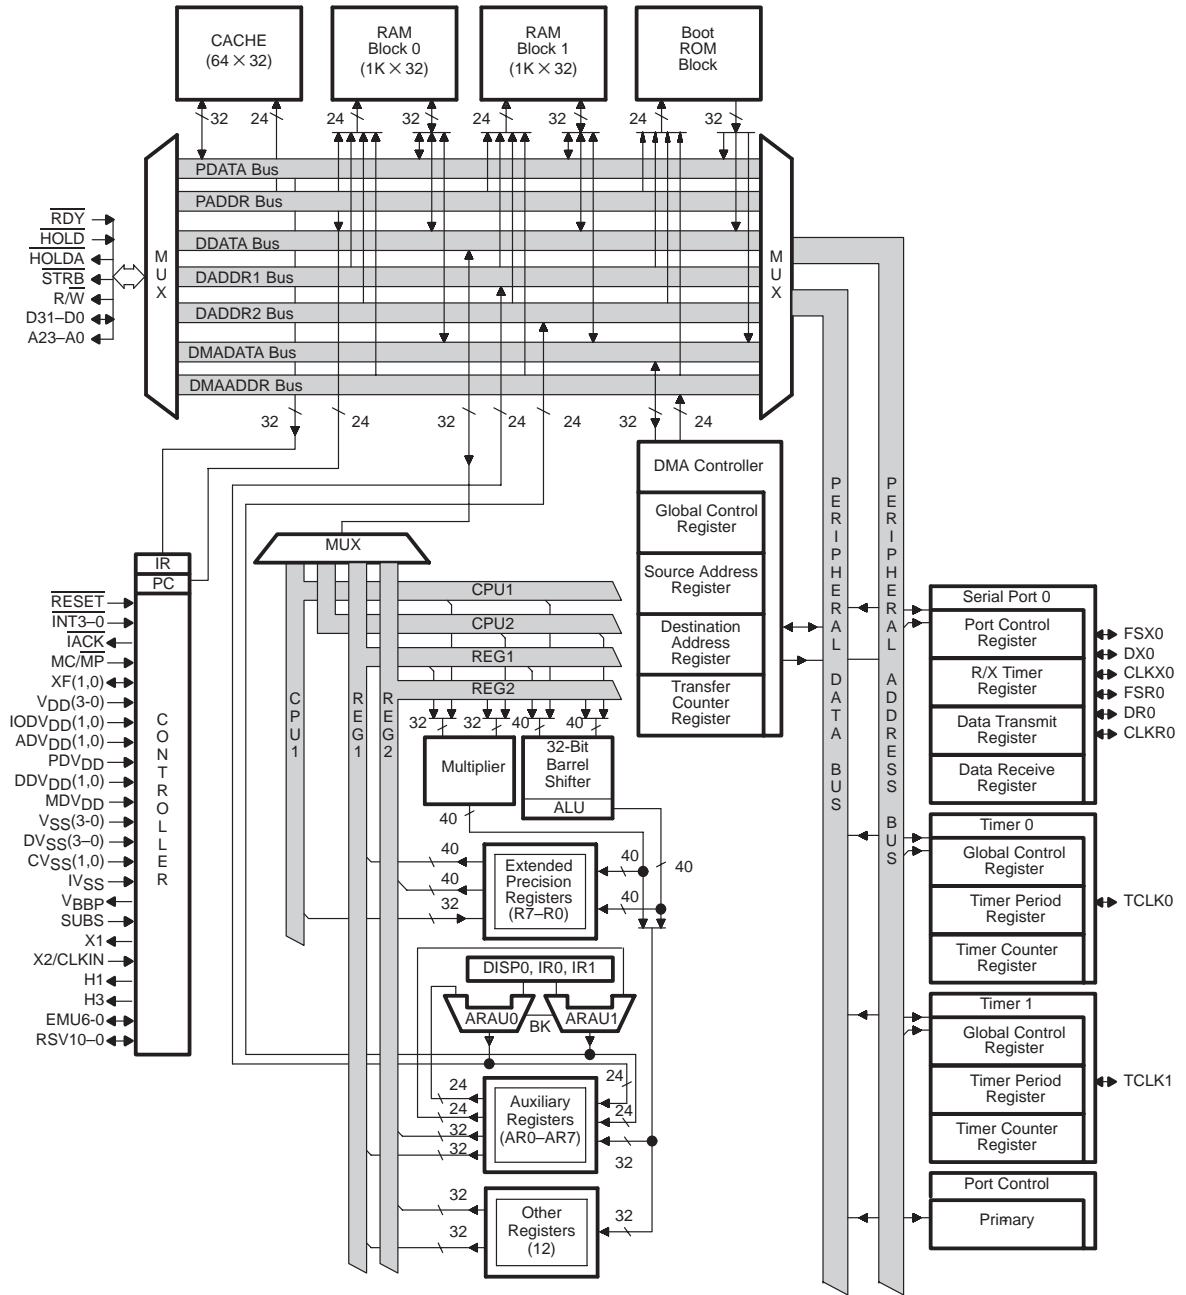 CACHE
(64 × 32)
RAM
Block 0
(1K × 32)
RAM
Block 1
(1K × 32)
Boot
ROM
Block
32
24
24
32
24
32
24
32
PDATA Bus
PADDR Bus
DDATA Bus
DADDR1 Bus
DADDR2 Bus
DMADATA Bus
DMAADDR Bus
MUX
MUX
RDY
HOLD
HOLDA
STRB
R/W
D31–D0
A23–A0
32
24
32
24
24
32
24
DMA Controller
Global Control
Register
Source Address
Register
Destination
Address
Register
Transfer
Counter
Register
PERIPHERAL DATA BUS
PERIPHERAL ADDRESS BUS
IR
PC
CONTROLLER
RESET
INT3–0
IACK
MC/MP
XF(1,0)
VDD(3-0)
IODVDD(1,0)
ADVDD(1,0)
PDVDD
DDVDD(1,0)
MDVDD
VSS(3-0)
DVSS(3–0)
CVSS(1,0)
IVSS
VBBP
SUBS
X1
X2/CLKIN
H1
H3
EMU6-0
RSV10–0
MUX
CPU1
CPU2
REG1
REG2
CPU1
REG1
REG2
32
32
40
40
Multiplier
32-Bit
Barrel
Shifter
ALU
40
40
40
32
Extended
Precision
Registers
(R7–R0)
40
40
40
DISP0, IR0, IR1
ARAU0
BK
ARAU1
24
24
32
32
Auxiliary
Registers
(AR0–AR7)
24
24
32
32
32
Other
Registers
(12)
32
Serial Port 0
Port Control
Register
R/X Timer
Register
Data Transmit
Register
Data Receive
Register
FSX0
DX0
CLKX0
FSR0
DR0
CLKR0
Timer 0
Global Control
Register
Timer Period
Register
Timer Counter
Register
TCLK0
Timer 1
Global Control
Register
Timer Period
Register
Timer Counter
Register
TCLK1
Port Control
Primary